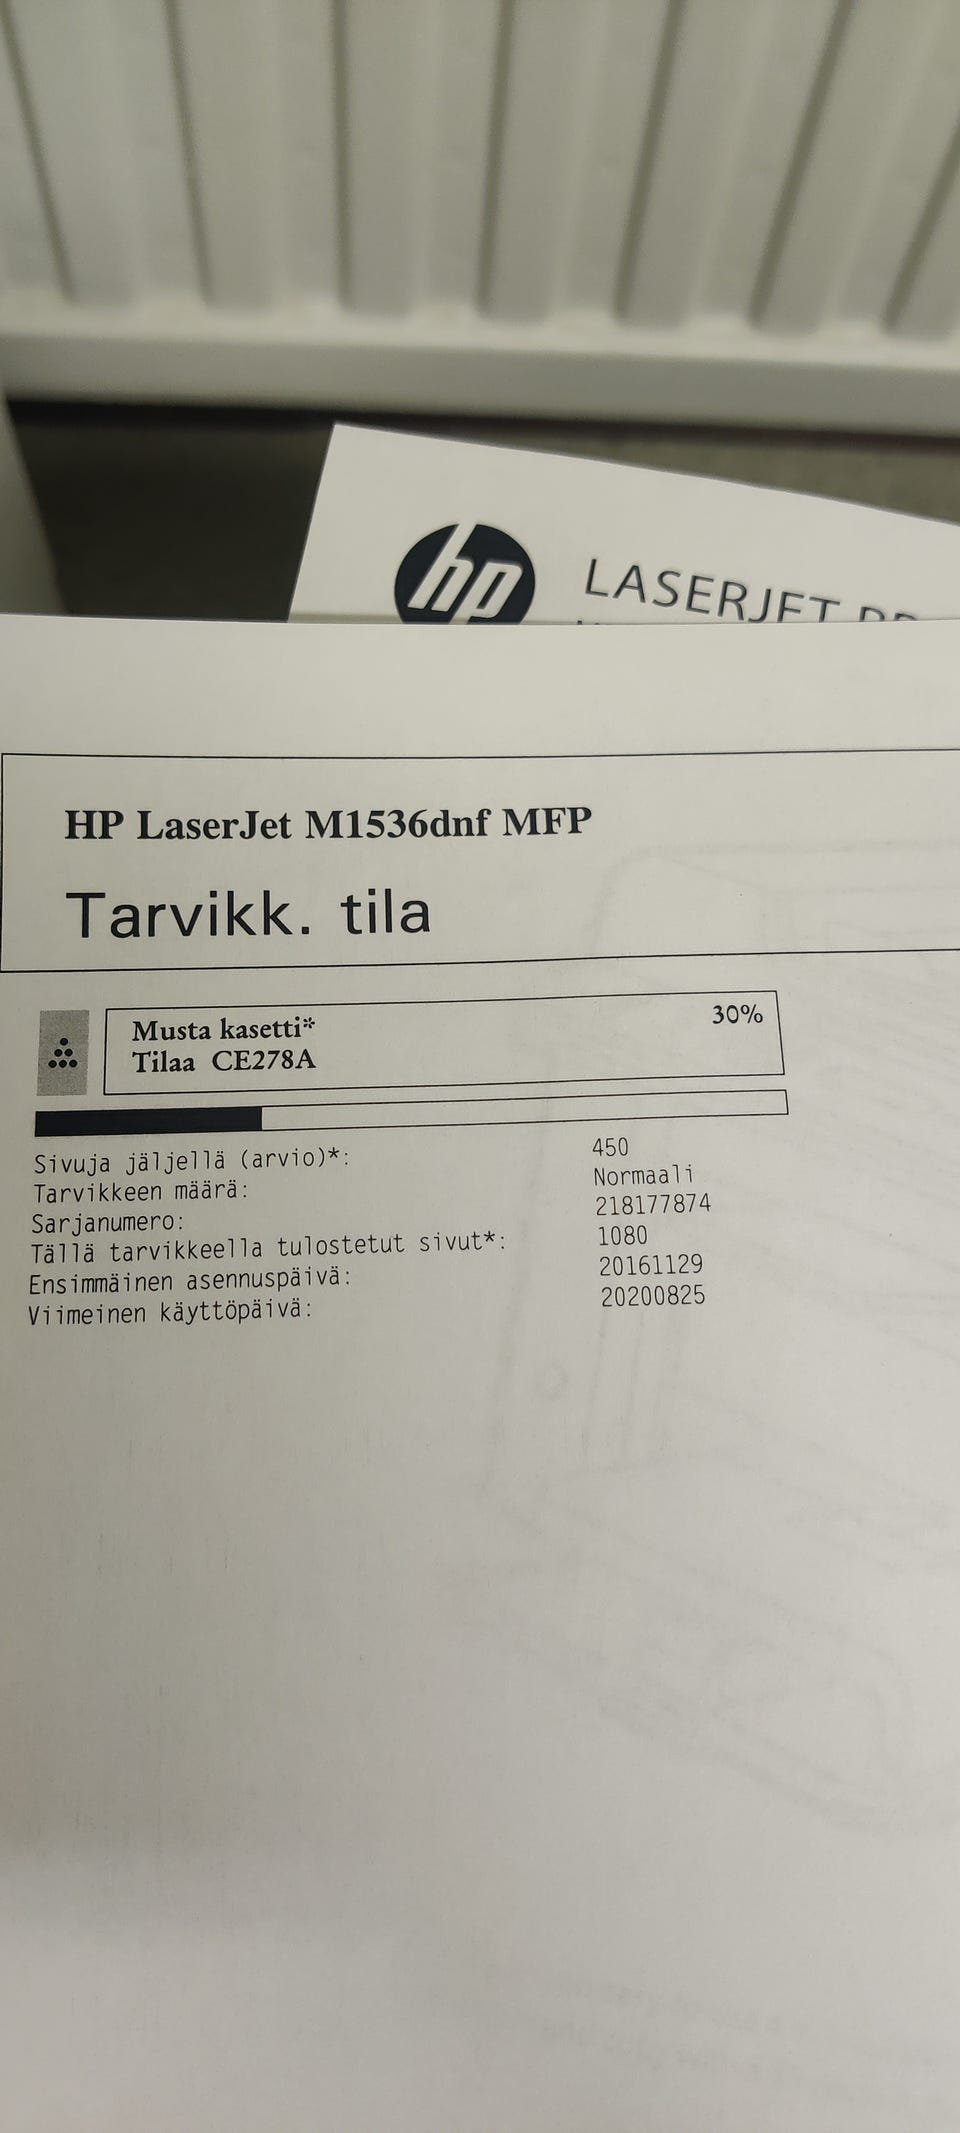 hp LASERJET
HP LaserJet M1536dnf MFP
Tarvikk. tila
Musta kasetti* 30%
Tilaa CE278A
Sivuja jäljellä (arvio)*: 450
Tarvikkeen määrä: Normaali
Sarjanumero: 218177874
Tällä tarvikkeella tulostetut sivut*: 1080
Ensimmäinen asennuspäivä: 20161129
Viimeinen käyttöpäivä: 20200825